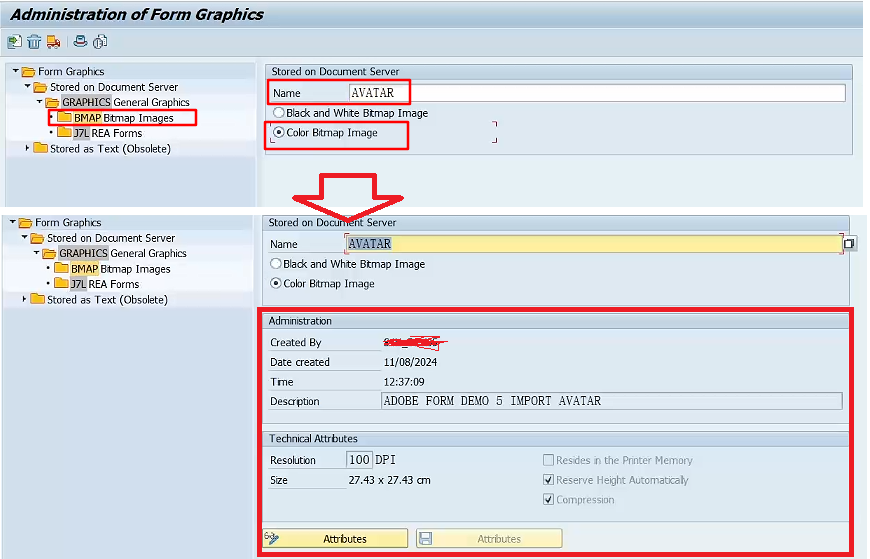 Administration of Form Graphics
Form Graphics
Stored on Document Server
GRAPHICS General Graphics
BMAP Bitmap Images
J7L REA Forms
Stored as Text (Obsolete)
Stored on Document Server
Name AVATAR
Black and White Bitmap Image
Color Bitmap Image
Form Graphics
Stored on Document Server
GRAPHICS General Graphics
BMAP Bitmap Images
J7L REA Forms
Stored as Text (Obsolete)
Stored on Document Server
Name AVATAR
Black and White Bitmap Image
Color Bitmap Image
Administration
Created By
Date created 11/08/2024
Time 12:37:09
Description ADOBE FORM DEMO 5 IMPORT AVATAR
Technical Attributes
Resolution 100 DPI Resides in the Printer Memory
Size 27.43 x 27.43 cm Reserve Height Automatically
Compression
Attributes Attributes